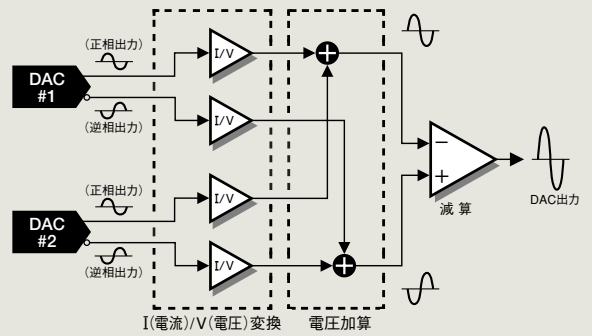 (正相出力)
DAC
#1
(逆相出力)
I/V
I/V
(正相出力)
DAC
#2
(逆相出力)
I/V
I/V
+
+
−
+
減 算
DAC出力
I(電流)/V(電圧)変換
電圧加算